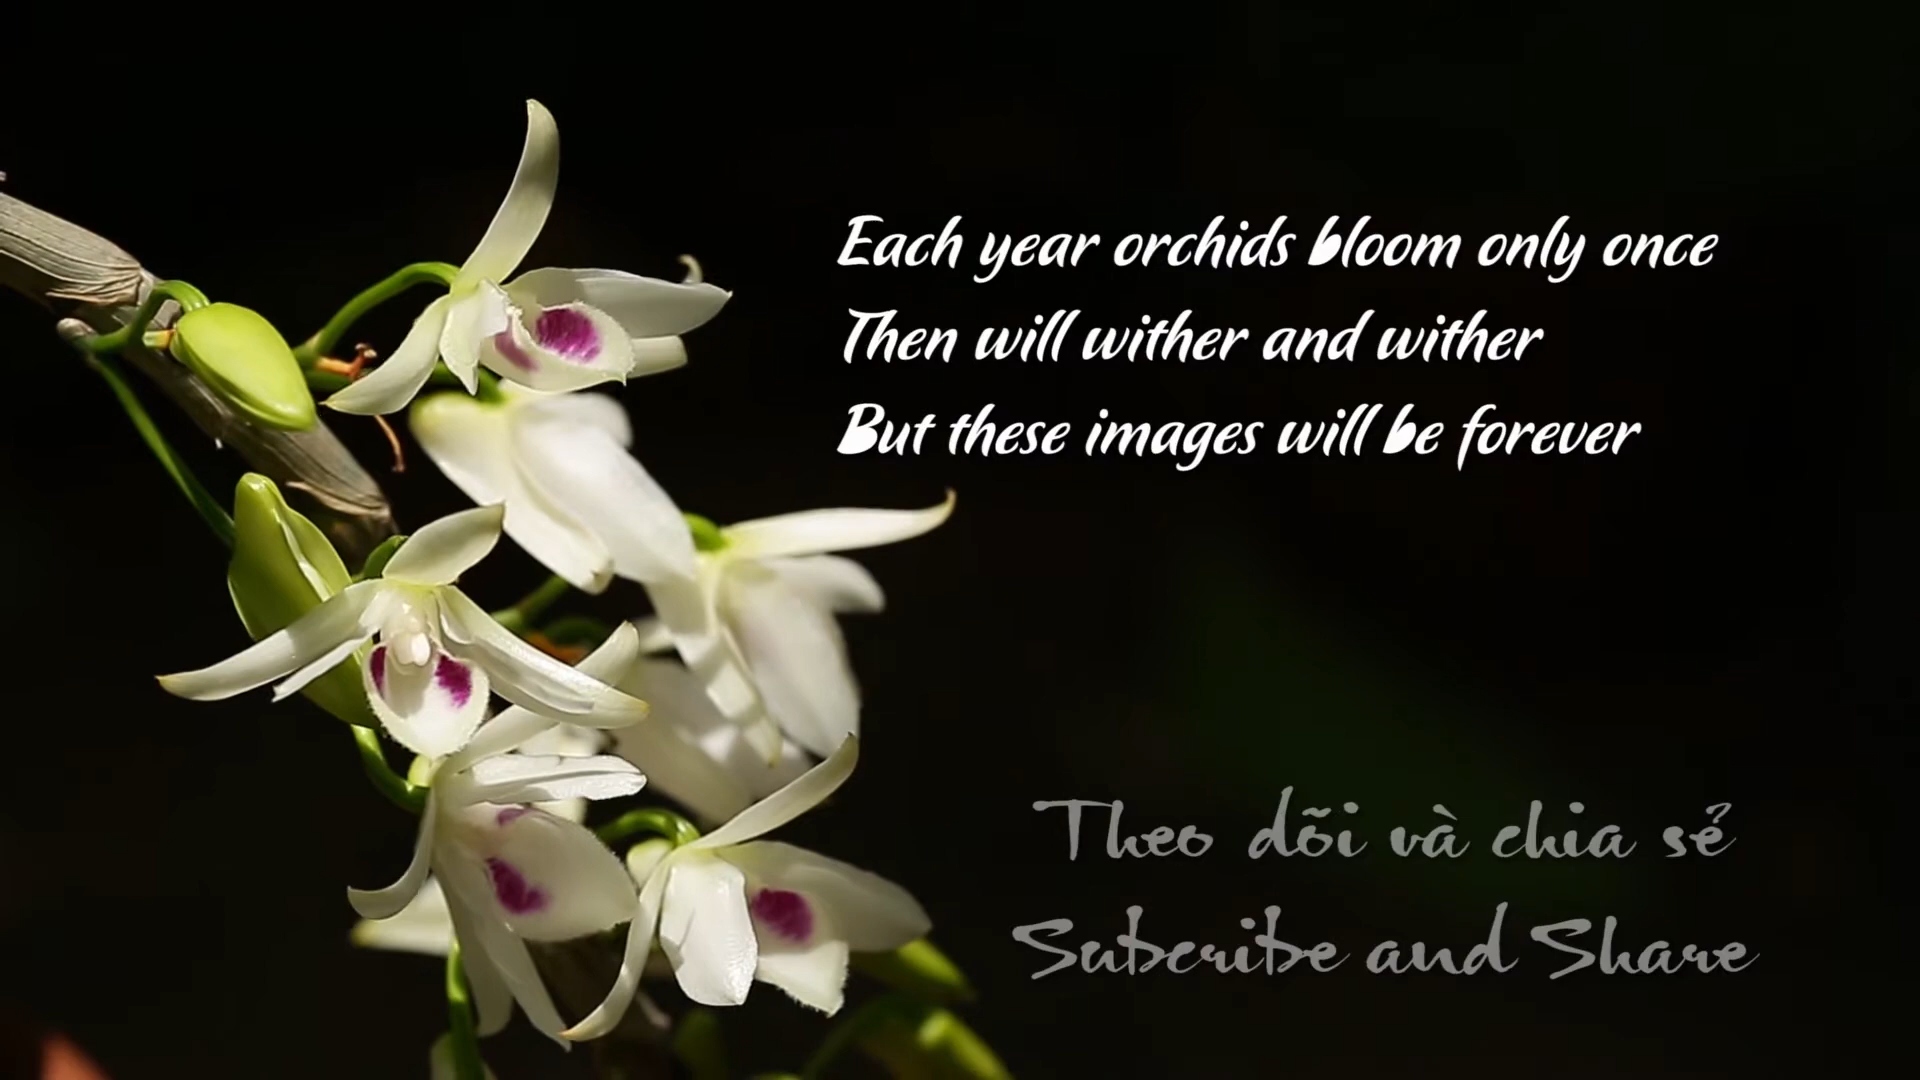 Each year orchids bloom only once
Then will wither and wither
But these images will be forever
Theo dõi và chia sẻ
Subcribe and Share